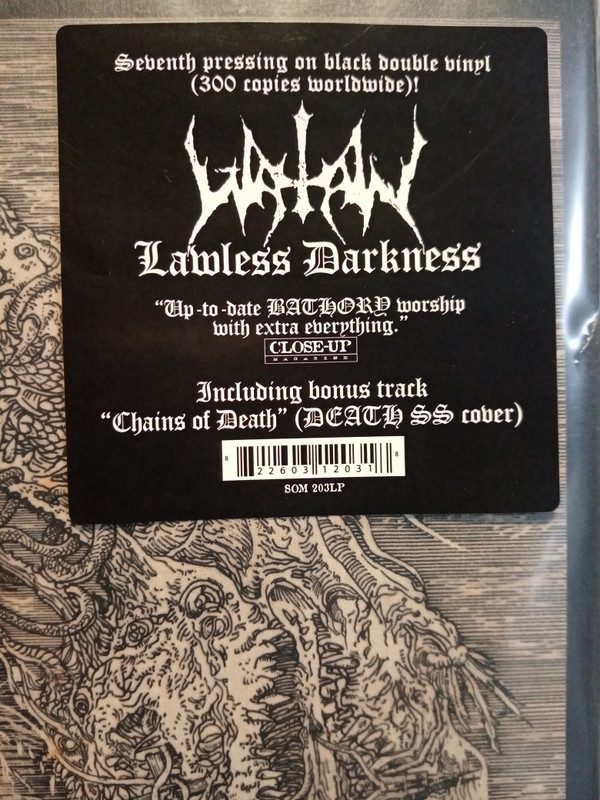 Seventh pressing on black double vinyl
(300 copies worldwide)!
WATAIN
Lawless Darkness
“Up-to-date BATHORY worship
with extra everything.”
CLOSE-UP
MAGAZINE
Including bonus track
“Chains of Death” (DEATH SS cover)
8 22603 12031 8
SOM 203LP